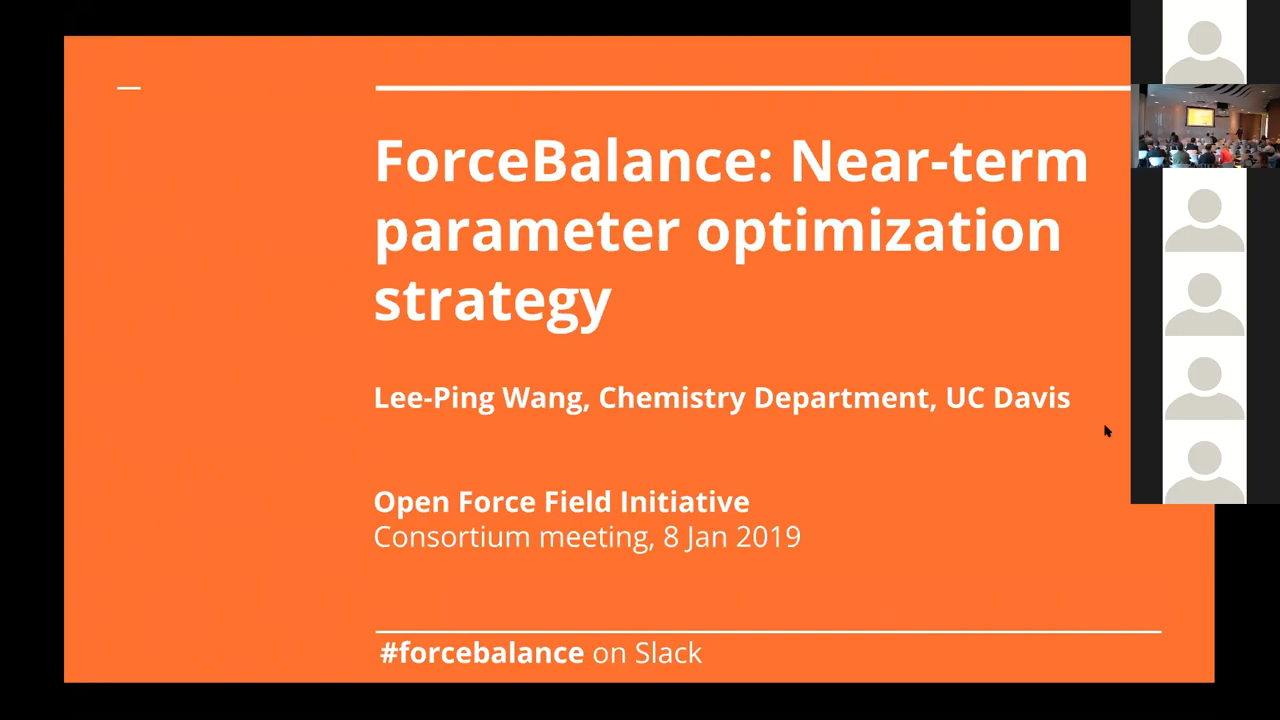 ForceBalance: Near-term
parameter optimization
strategy
Lee-Ping Wang, Chemistry Department, UC Davis
Open Force Field Initiative
Consortium meeting, 8 Jan 2019
#forcebalance on Slack